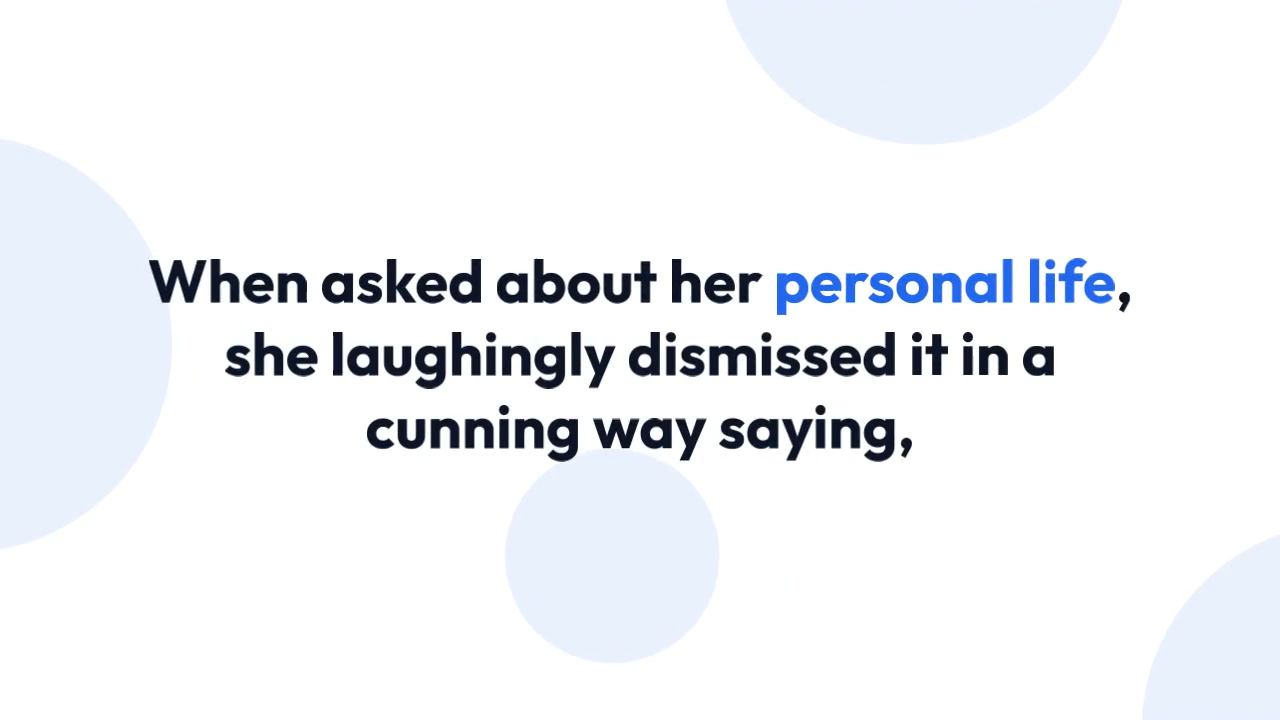 When asked about her personal life,
she laughingly dismissed it in a
cunning way saying,